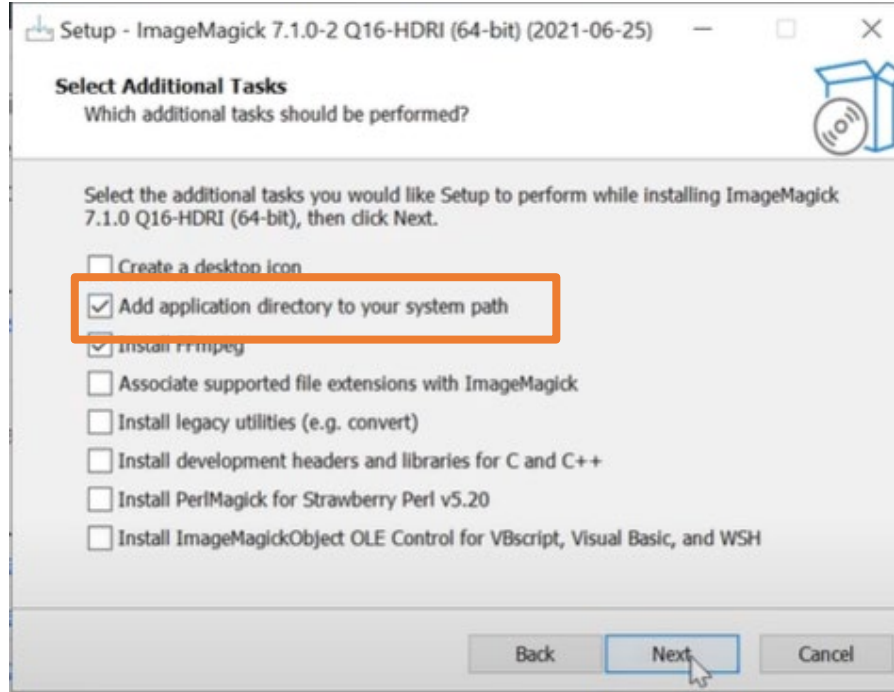 Setup - ImageMagick 7.1.0-2 Q16-HDRI (64-bit) (2021-06-25)
Select Additional Tasks
Which additional tasks should be performed?
Select the additional tasks you would like Setup to perform while installing ImageMagick
7.1.0 Q16-HDRI (64-bit), then click Next.
Create a desktop icon
Add application directory to your system path
Install FFmpeg
Associate supported file extensions with ImageMagick
Install legacy utilities (e.g. convert)
Install development headers and libraries for C and C++
Install PerlMagick for Strawberry Perl v5.20
Install ImageMagickObject OLE Control for VBscript, Visual Basic, and WSH
Back Next Cancel